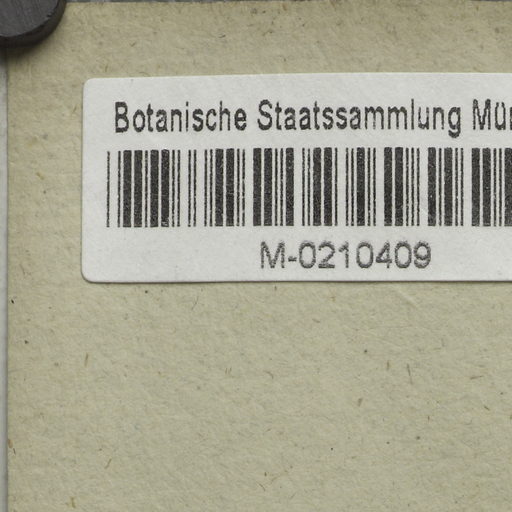 Botanische Staatssammlung Mün
M-0210409